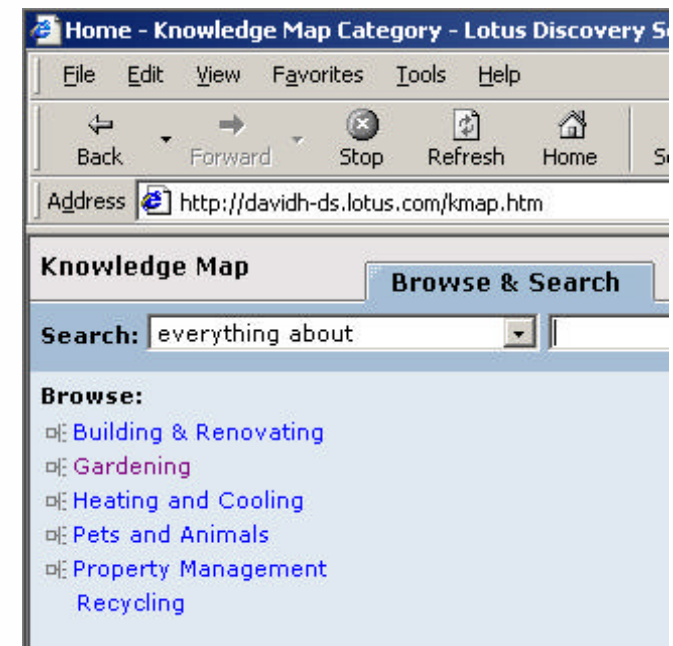 Home - Knowledge Map Category - Lotus Discovery S
File Edit View Favorites Tools Help
Back Forward Stop Refresh Home
Address http://davidh-ds.lotus.com/kmap.htm
Knowledge Map Browse & Search
Search: everything about
Browse:
Building & Renovating
Gardening
Heating and Cooling
Pets and Animals
Property Management
Recycling